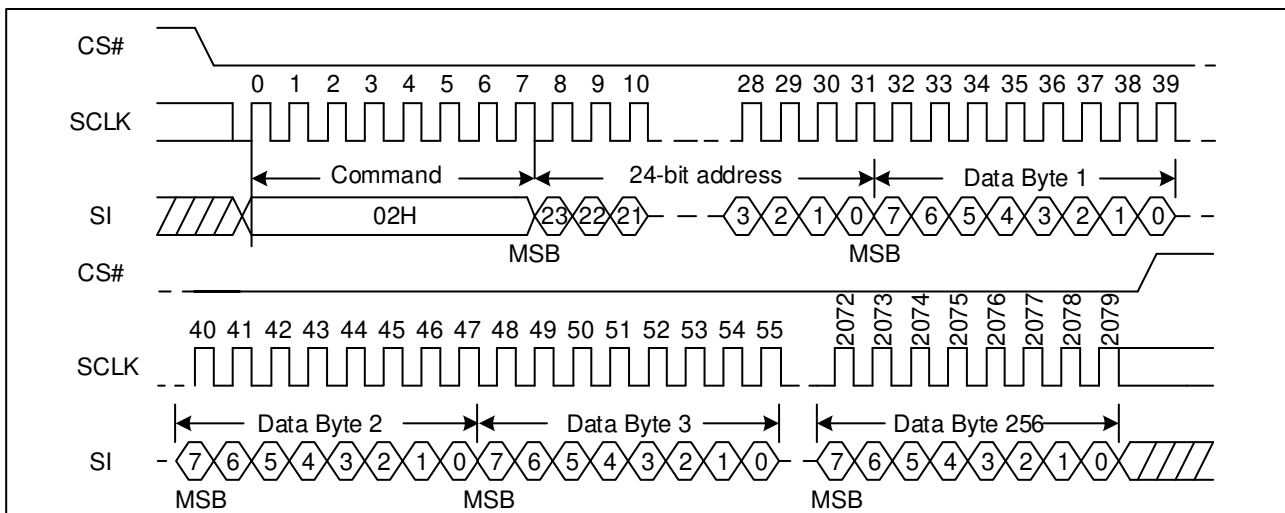 CS#
0 1 2 3 4 5 6 7 8 9 10 28 29 30 31 32 33 34 35 36 37 38 39
SCLK
Command 24-bit address Data Byte 1
SI 02H 23 22 21 3 2 1 0 7 6 5 4 3 2 1 0
MSB MSB
CS#
40 41 42 43 44 45 46 47 48 49 50 51 52 53 54 55 2072 2073 2074 2075 2076 2077 2078 2079
SCLK
Data Byte 2 Data Byte 3 Data Byte 256
SI 7 6 5 4 3 2 1 0 7 6 5 4 3 2 1 0 7 6 5 4 3 2 1 0
MSB MSB MSB